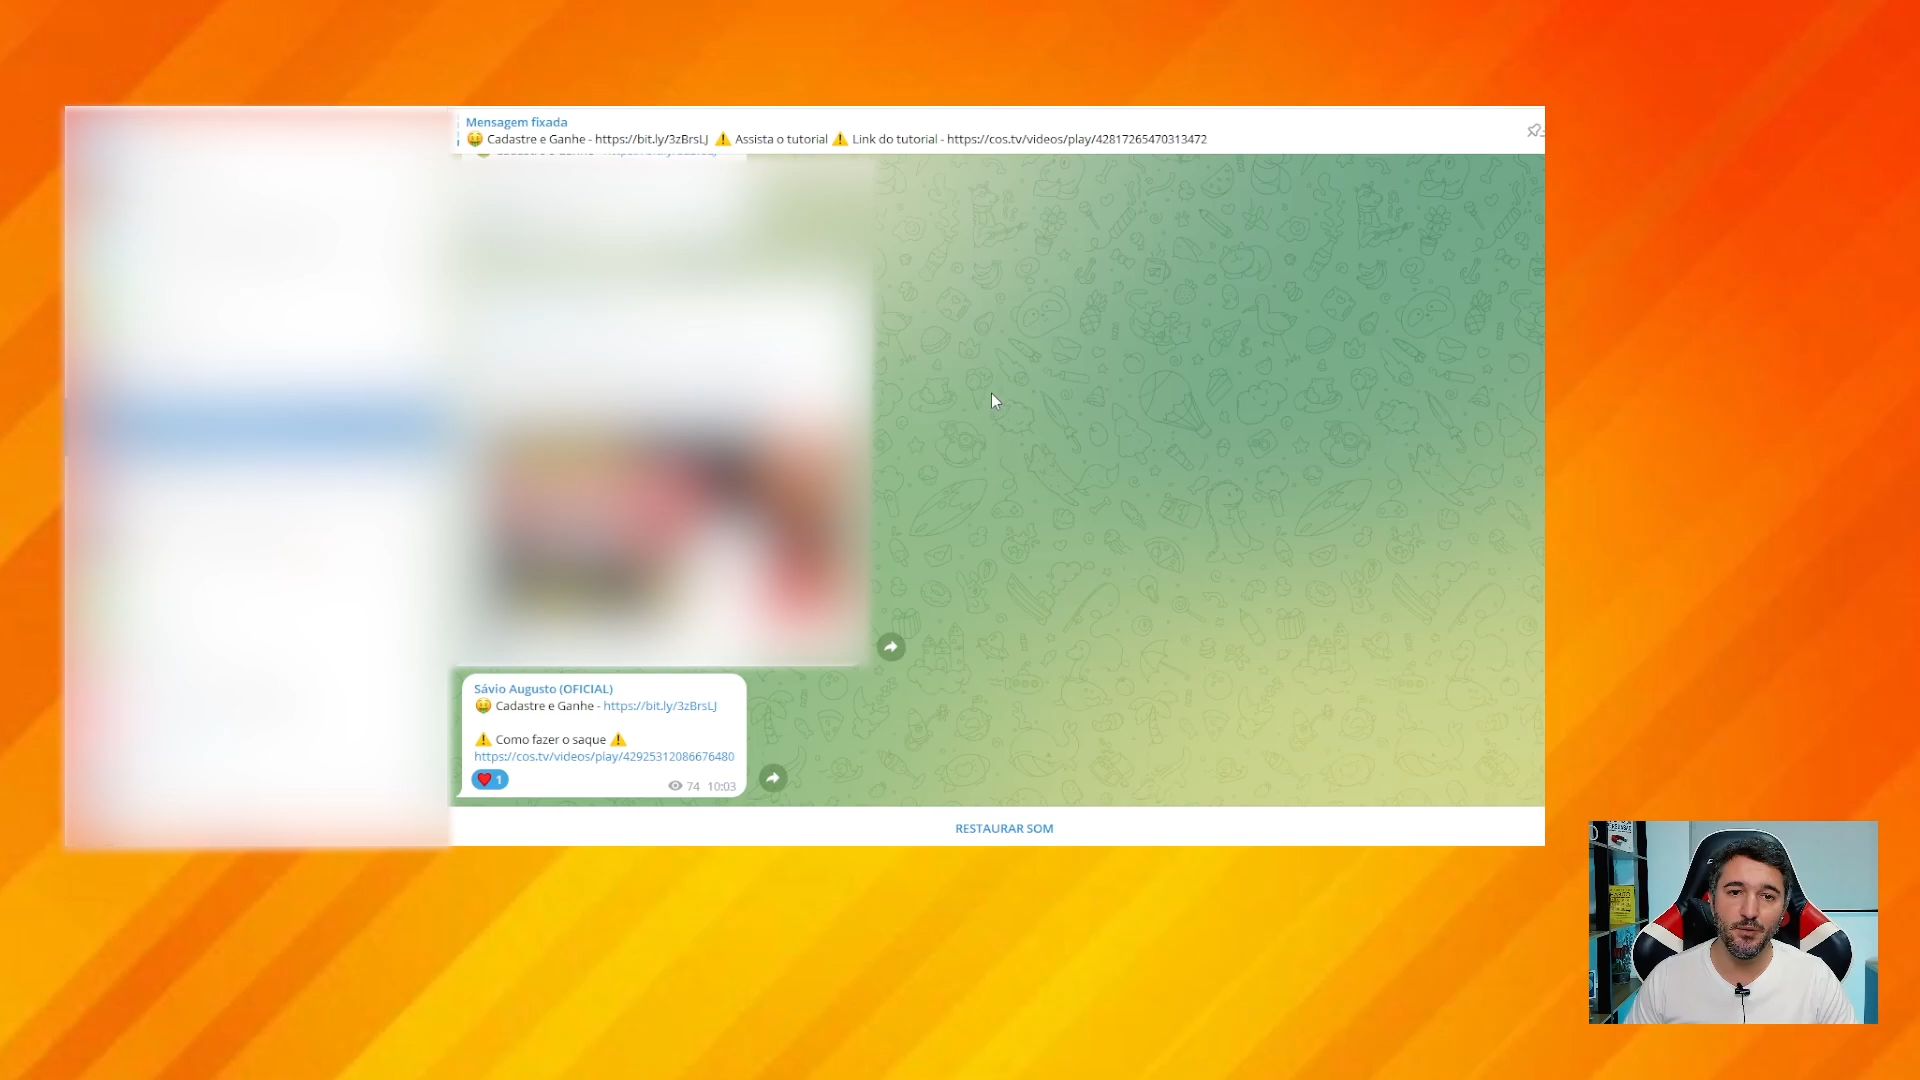 Mensagem fixada
🤑 Cadastre e Ganhe - https://bit.ly/3zBrsLJ ⚠️ Assista o tutorial ⚠️ Link do tutorial - https://cos.tv/videos/play/42817265470313472
Sávio Augusto (OFICIAL)
🤑 Cadastre e Ganhe - https://bit.ly/3zBrsLJ
⚠️ Como fazer o saque ⚠️
https://cos.tv/videos/play/42925312086676480
❤️ 1
74 10:03
RESTAURAR SOM